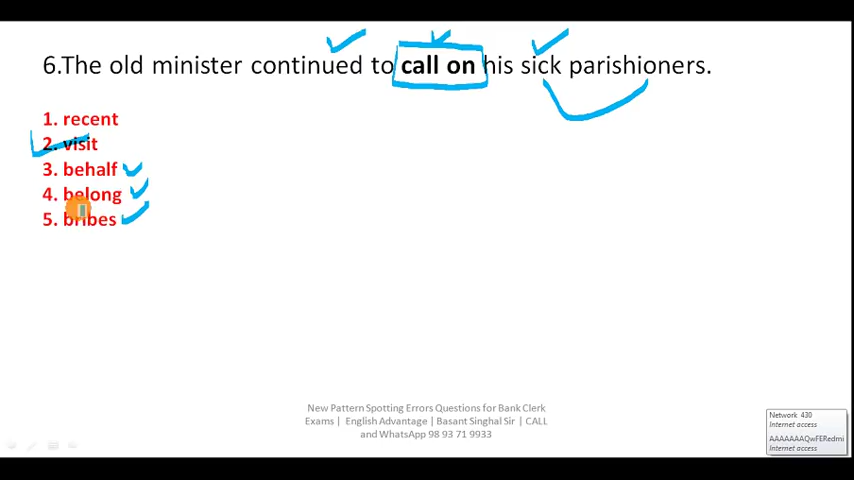 6.The old minister continued to call on his sick parishioners.
1. recent
2. visit
3. behalf
4. belong
5. bribes
New Pattern Spotting Errors Questions for Bank Clerk
Exams | English Advantage | Basant Singhal Sir | CALL
and WhatsApp 98 93 71 9933
Network 430
Internet access
AAAAAAAQwFERedmi
Internet access